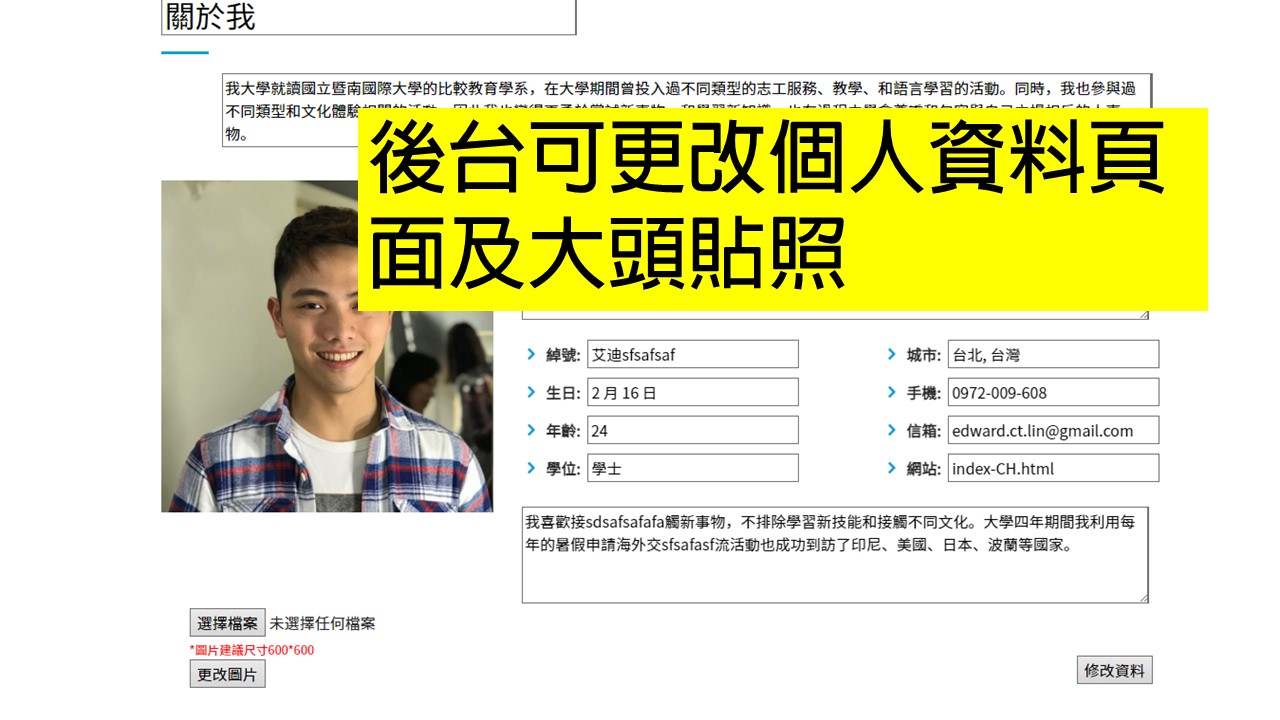 關於我
我大學就讀國立暨南國際大學的比較教育學系，在大學期間曾投入過不同類型的志工服務、教學、和語言學習的活動。同時，我也參與過
不同類型和文化體驗
物。
後台可更改個人資料頁
面及大頭貼照
綽號: 艾迪sfsafsaf
城市: 台北, 台灣
生日: 2 月 16 日
手機: 0972-009-608
年齡: 24
信箱: edward.ct.lin@gmail.com
學位: 學士
網站: index-CH.html
我喜歡接sdsafsafafa觸新事物，不排除學習新技能和接觸不同文化。大學四年期間我利用每
年的暑假申請海外交sfsafasf流活動也成功到訪了印尼、美國、日本、波蘭等國家。
選擇檔案 未選擇任何檔案
*圖片建議尺寸600*600
更改圖片
修改資料